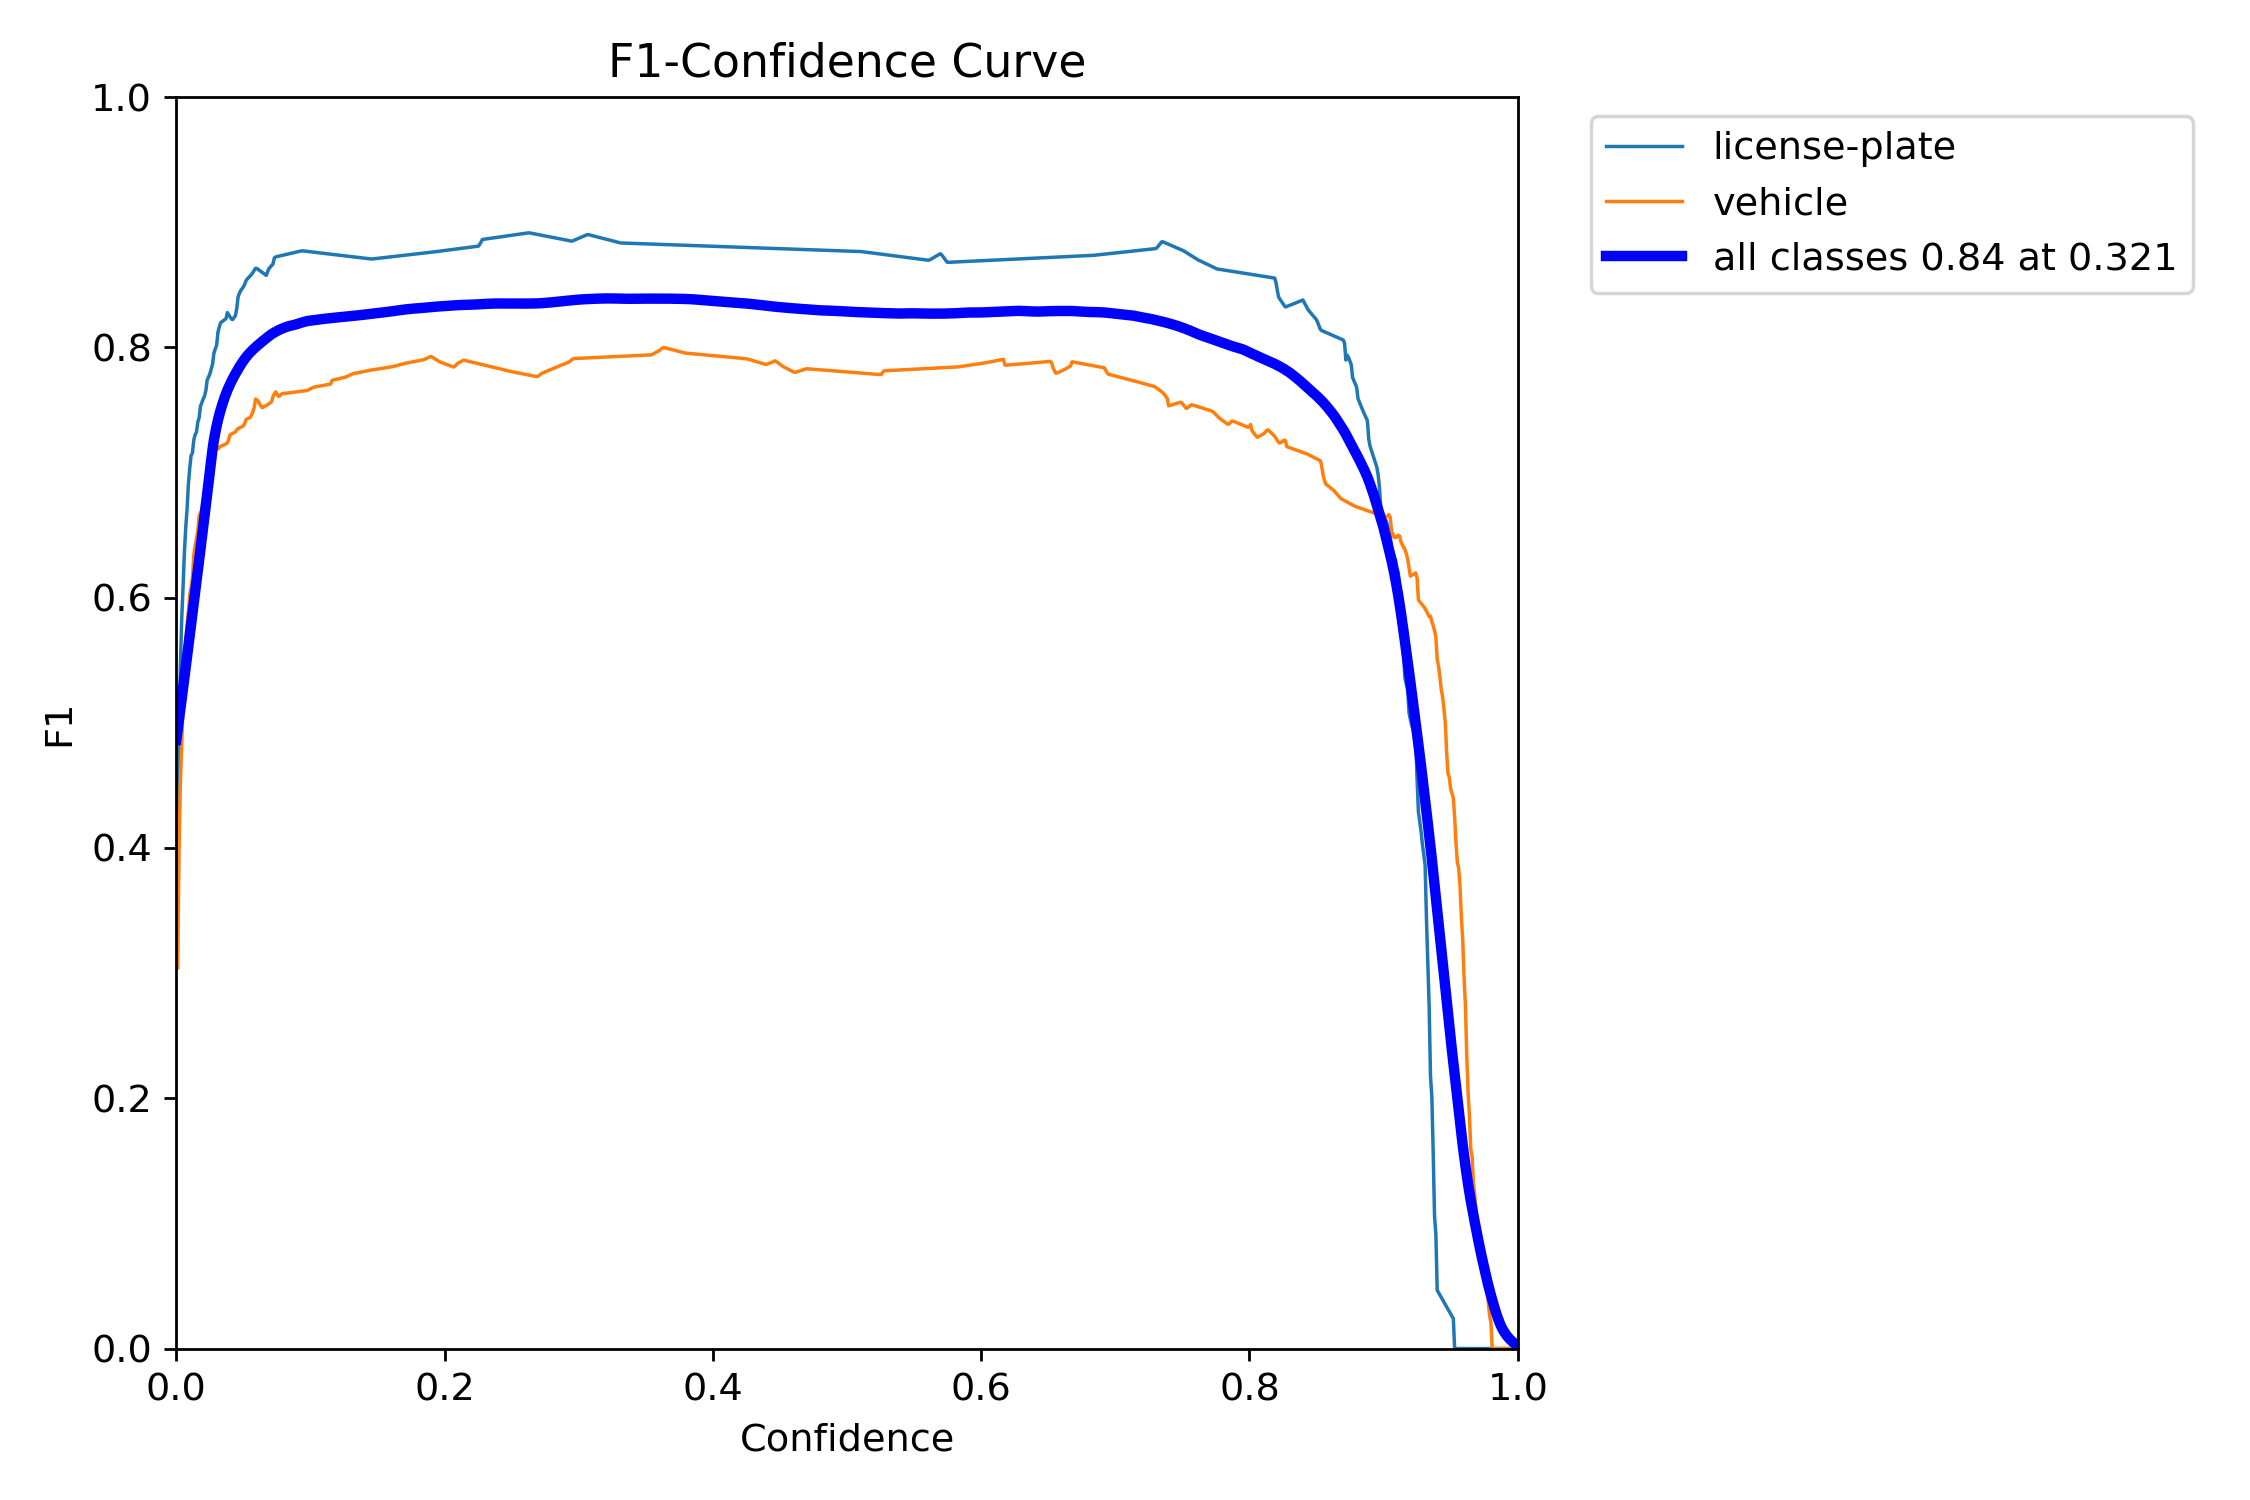 F1-Confidence Curve
1.0
0.8
0.6
0.4
0.2
0.0
F1
0.0 0.2 0.4 0.6 0.8 1.0
Confidence
license-plate
vehicle
all classes 0.84 at 0.321